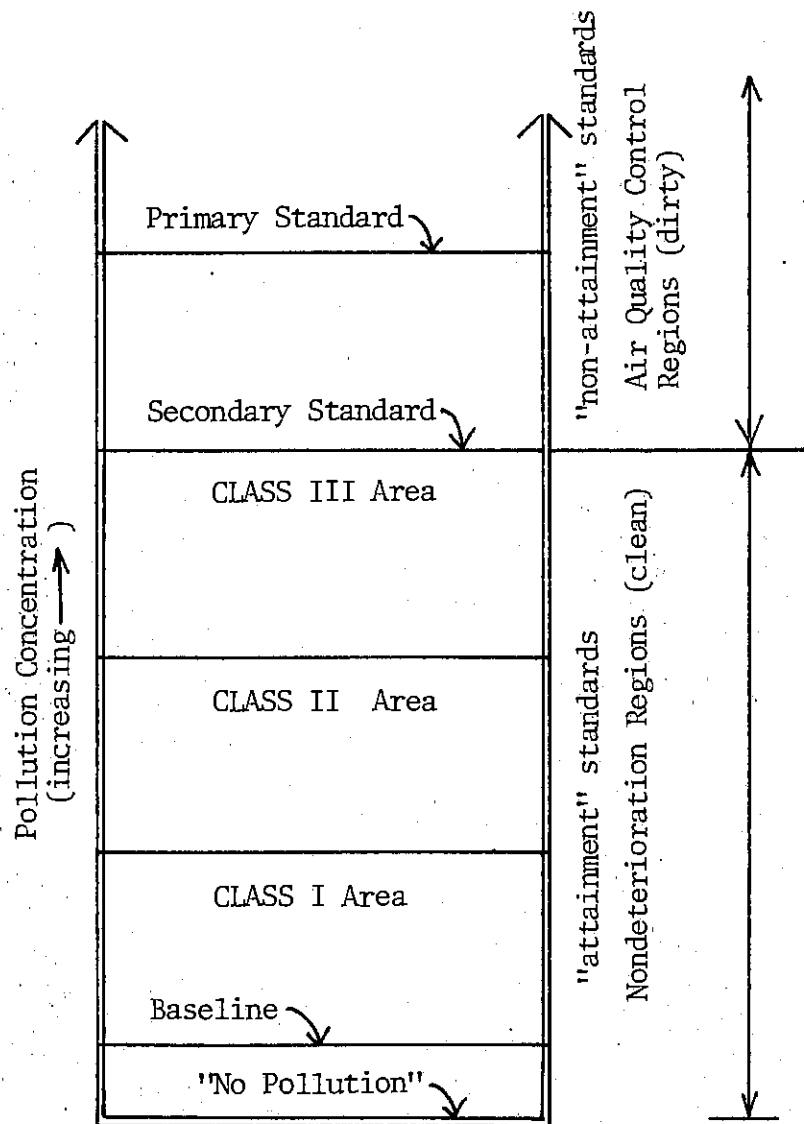 Primary Standard
Secondary Standard
CLASS III Area
CLASS II Area
CLASS I Area
Baseline
"No Pollution"
Pollution Concentration
(increasing ⟶ )
"non-attainment" standards
Air Quality Control
Regions (dirty)
"attainment" standards
Nondeterioration Regions (clean)